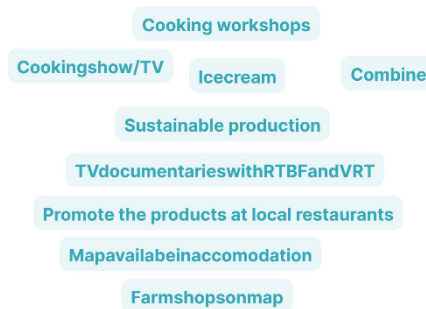 Cooking workshops
Cookingshow/TV
Icecream
Combine
Sustainable production
TVdocumentarieswithRTBFandVRT
Promote the products at local restaurants
Mapavailabeinaccomodation
Farmshopsonmap